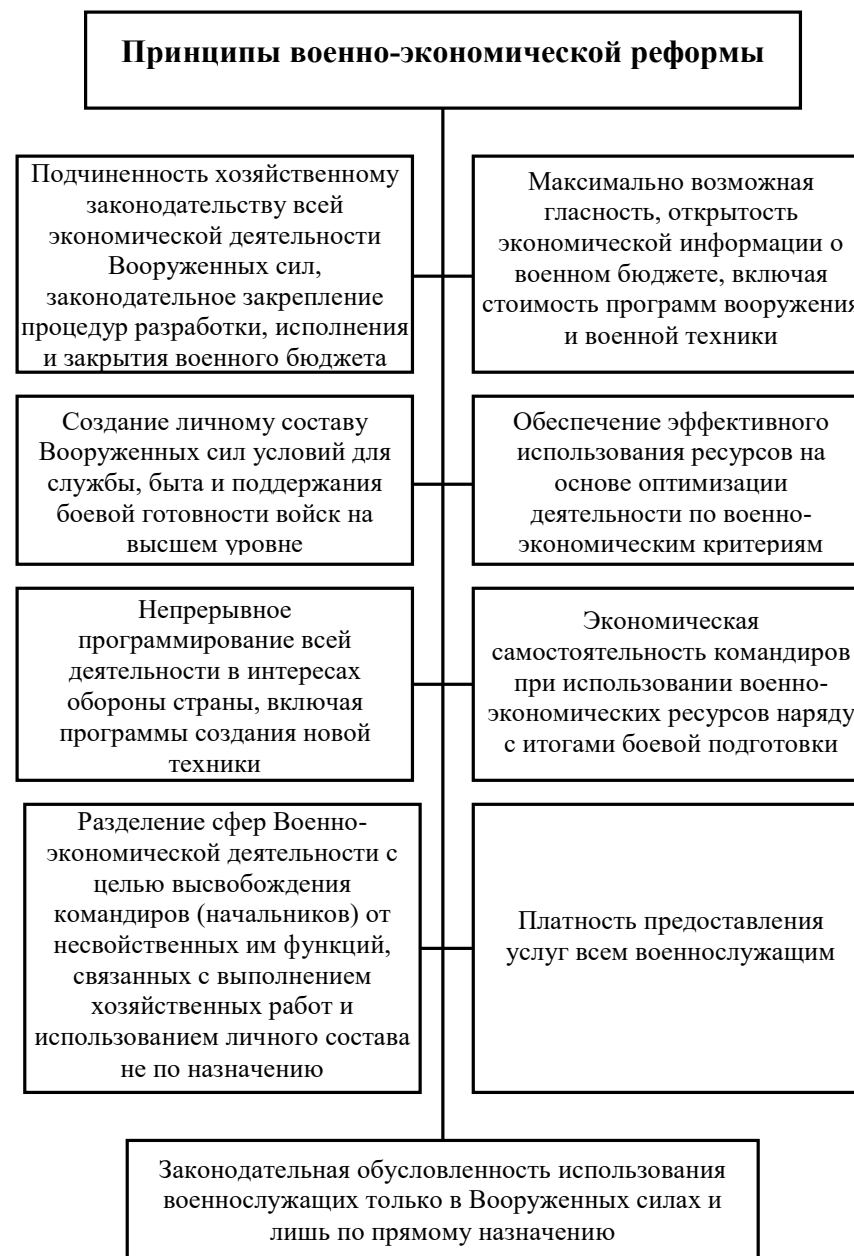 Принципы военно-экономической реформы
Подчиненность хозяйственному
законодательству всей
экономической деятельности
Вооруженных сил,
законодательное закрепление
процедур разработки, исполнения
и закрытия военного бюджета
Максимально возможная
гласность, открытость
экономической информации о
военном бюджете, включая
стоимость программ вооружения
и военной техники
Создание личному составу
Вооруженных сил условий для
службы, быта и поддержания
боевой готовности войск на
высшем уровне
Обеспечение эффективного
использования ресурсов на
основе оптимизации
деятельности по военно-
экономическим критериям
Непрерывное
программирование всей
деятельности в интересах
обороны страны, включая
программы создания новой
техники
Экономическая
самостоятельность командиров
при использовании военно-
экономических ресурсов наряду
с итогами боевой подготовки
Разделение сфер Военно-
экономической деятельности с
целью высвобождения
командиров (начальников) от
несвойственных им функций,
связанных с выполнением
хозяйственных работ и
использованием личного состава
не по назначению
Платность предоставления
услуг всем военнослужащим
Законодательная обусловленность использования
военнослужащих только в Вооруженных силах и
лишь по прямому назначению